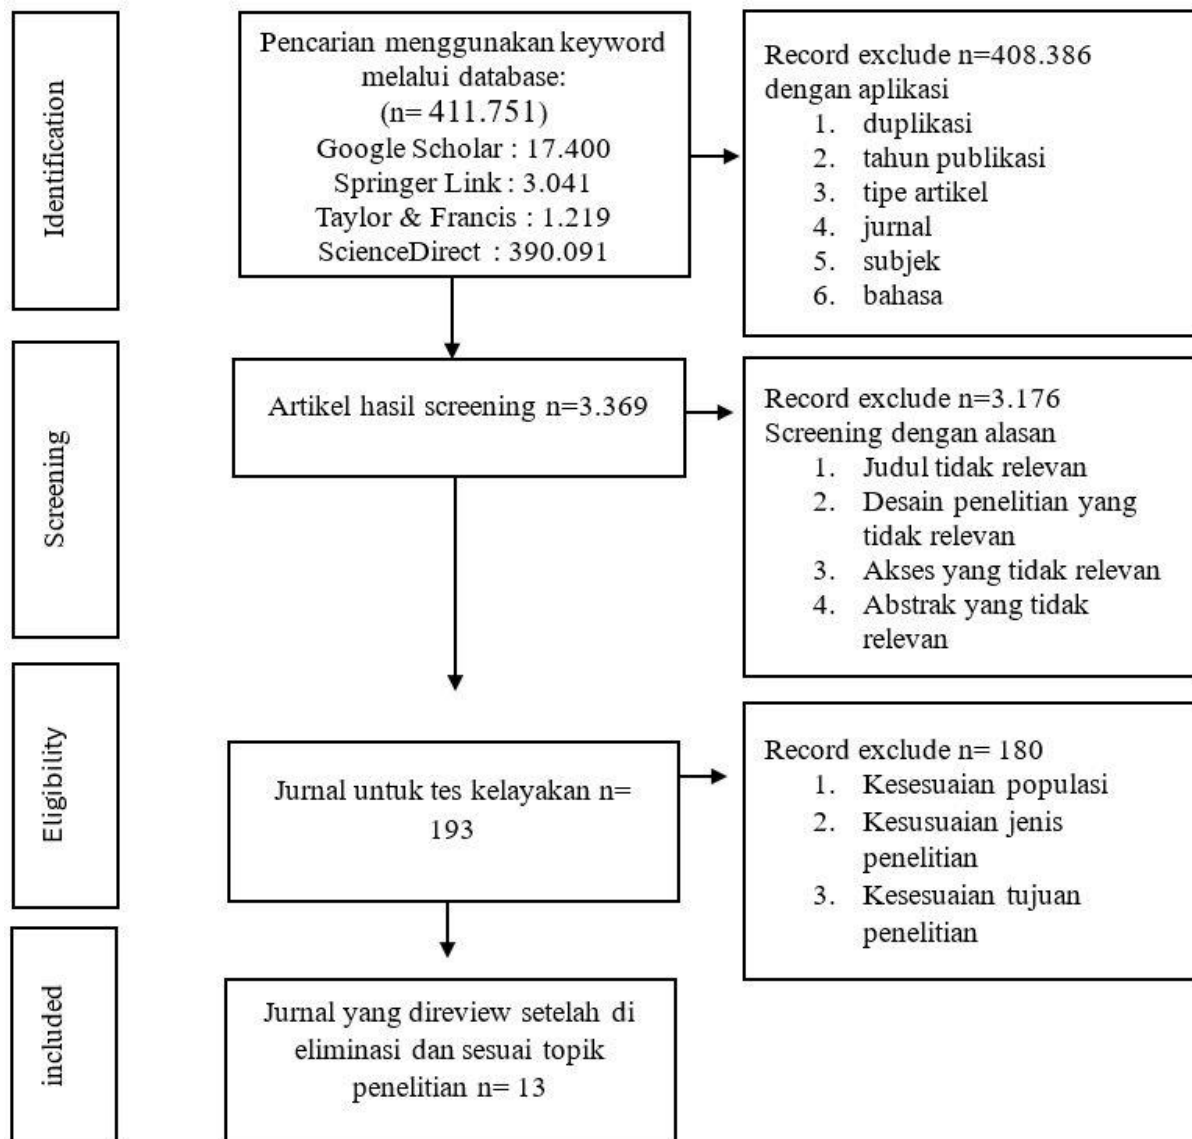 Identification
Pencarian menggunakan keyword
melalui database:
(n= 411.751)
Google Scholar : 17.400
Springer Link : 3.041
Taylor & Francis : 1.219
ScienceDirect : 390.091
Record exclude n=408.386
dengan aplikasi
1. duplikasi
2. tahun publikasi
3. tipe artikel
4. jurnal
5. subjek
6. bahasa
Screening
Artikel hasil screening n=3.369
Record exclude n=3.176
Screening dengan alasan
1. Judul tidak relevan
2. Desain penelitian yang
tidak relevan
3. Akses yang tidak relevan
4. Abstrak yang tidak
relevan
Eligibility
Jurnal untuk tes kelayakan n=
193
Record exclude n= 180
1. Kesesuaian populasi
2. Kesusuaian jenis
penelitian
3. Kesesuaian tujuan
penelitian
included
Jurnal yang direview setelah di
eliminasi dan sesuai topik
penelitian n= 13